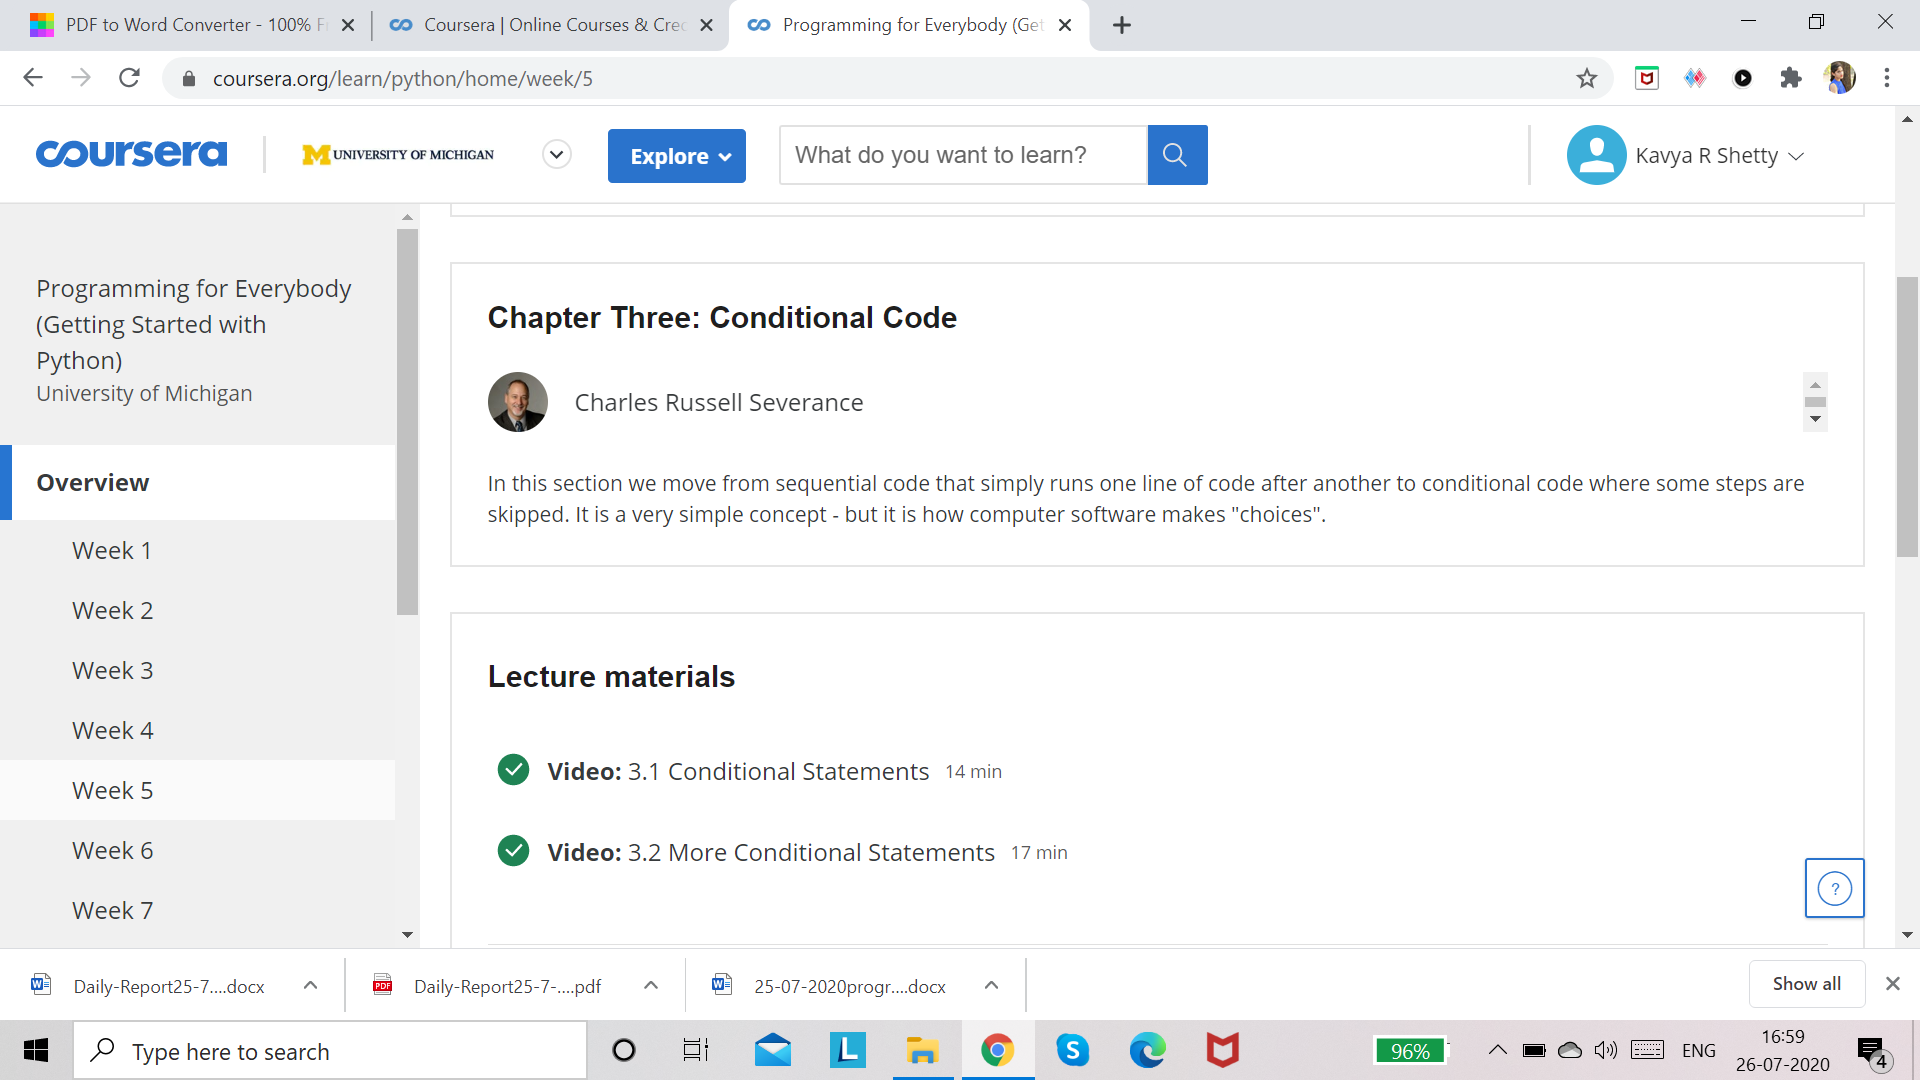 PDF to Word Converter - 100% F
Coursera | Online Courses & Cre
Programming for Everybody (Get
coursera.org/learn/python/home/week/5
coursera
M UNIVERSITY OF MICHIGAN
Explore
What do you want to learn?
Kavya R Shetty
Programming for Everybody
(Getting Started with
Python)
University of Michigan
Overview
Week 1
Week 2
Week 3
Week 4
Week 5
Week 6
Week 7
Chapter Three: Conditional Code
Charles Russell Severance
In this section we move from sequential code that simply runs one line of code after another to conditional code where some steps are
skipped. It is a very simple concept - but it is how computer software makes "choices".
Lecture materials
Video: 3.1 Conditional Statements 14 min
Video: 3.2 More Conditional Statements 17 min
?
Daily-Report25-7....docx
PDF
Daily-Report25-7-....pdf
25-07-2020progr....docx
Show all
Type here to search
L
S
96%
ENG
16:59
26-07-2020
4